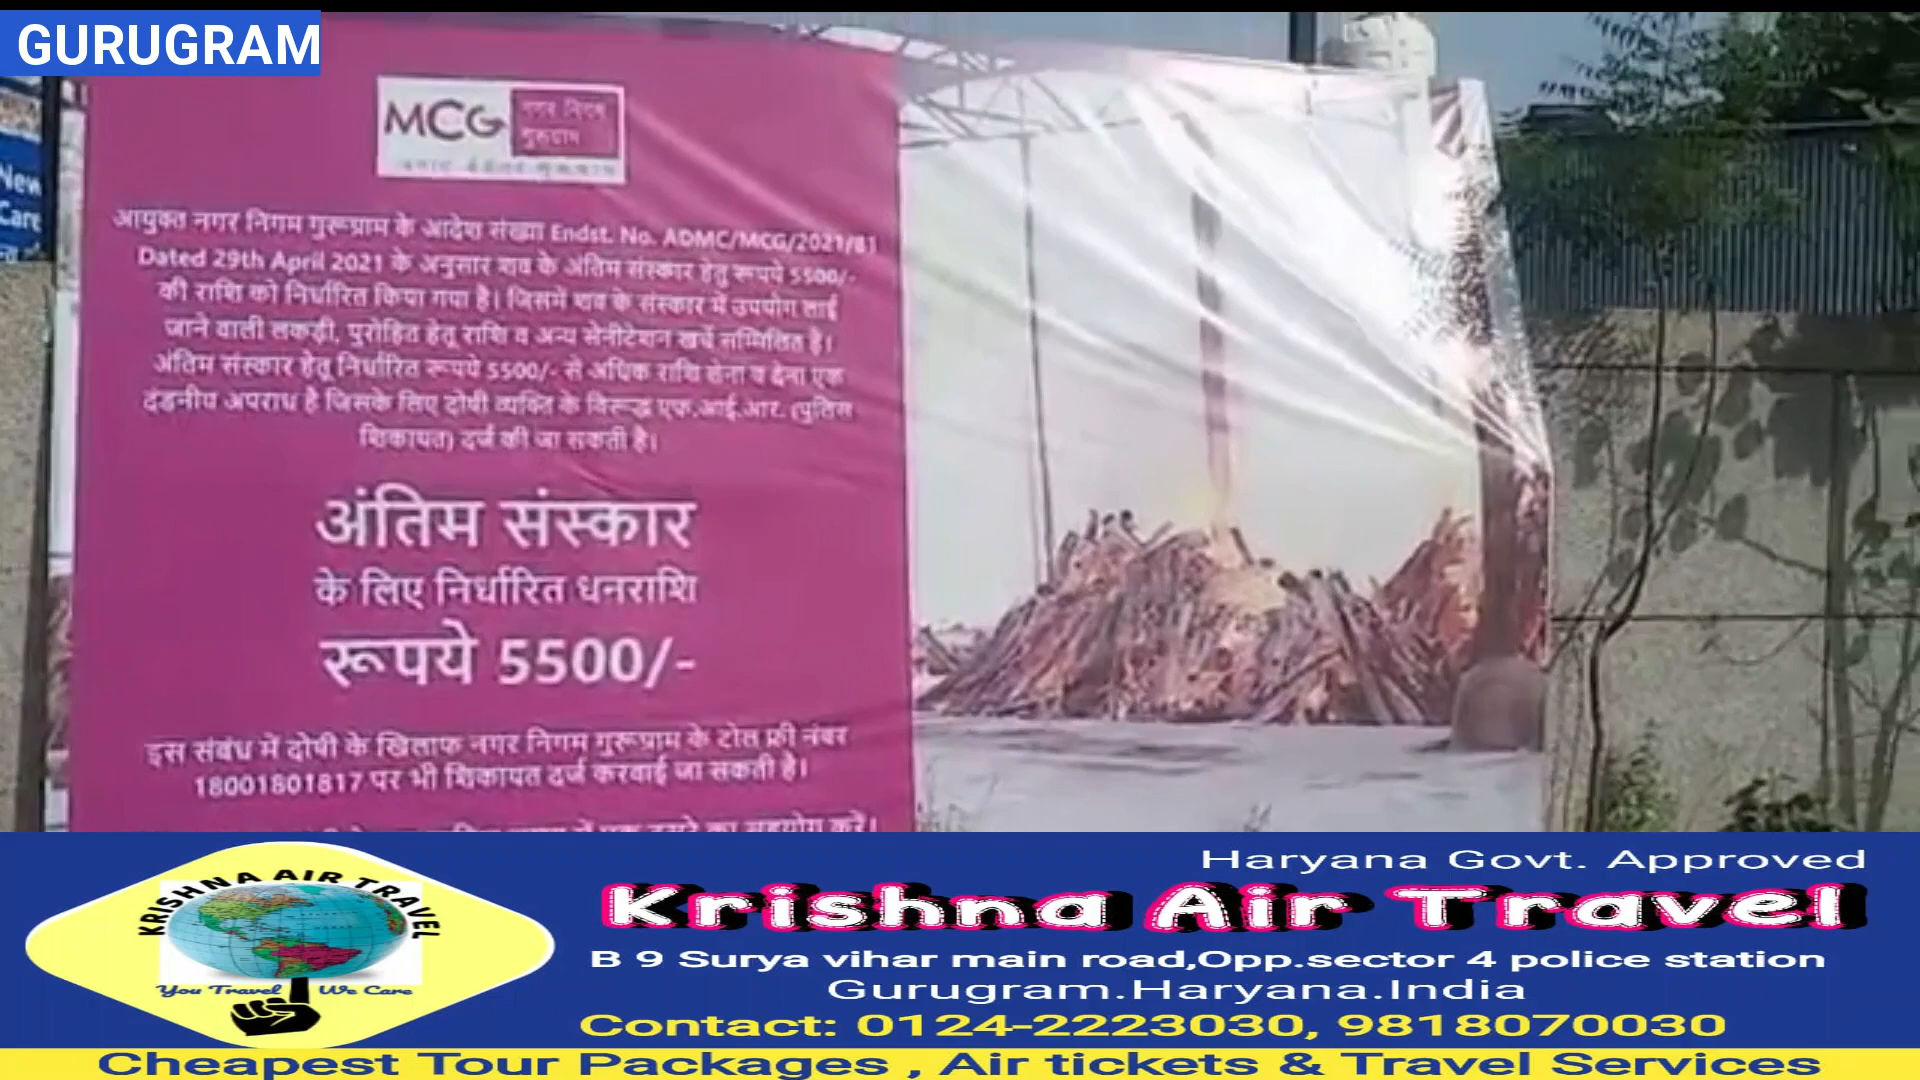 GURUGRAM
MCG नगर निगम
गुरुग्राम
New
Care
आयुक्त नगर निगम गुरूग्राम के आदेश संख्या Endst. No. ADMC/MCG/2021/81
Dated 29th April 2021 के अनुसार शव के अंतिम संस्कार हेतु रूपये 5500/-
की राशि को निर्धारित किया गया है। जिसमें शव के संस्कार में उपयोग लाई
जाने वाली लकड़ी, पुरोहित हेतू राशि व अन्य सेनीटेशन खर्चे सम्मिलित है।
अंतिम संस्कार हेतू निर्धारित रूपये 5500/- से अधिक राशि लेना व देना एक
दंडनीय अपराध है जिसके लिए दोषी व्यक्ति के विरूद्ध एफ.आई.आर. (पुलिस
शिकायत) दर्ज की जा सकती है।
अंतिम संस्कार
के लिए निर्धारित धनराशि
रूपये 5500/-
इस संबंध में दोषी के खिलाफ नगर निगम गुरूग्राम के टोल फ्री नंबर
18001801817 पर भी शिकायत दर्ज करवाई जा सकती है।
में एक दूसरे का सहयोग करें।
Haryana Govt. Approved
KRISHNA AIR TRAVEL
You Travel We Care
Krishna Air Travel
B 9 Surya vihar main road,Opp.sector 4 police station
Gurugram.Haryana.India
Contact: 0124-2223030, 9818070030
Cheapest Tour Packages , Air tickets & Travel Services